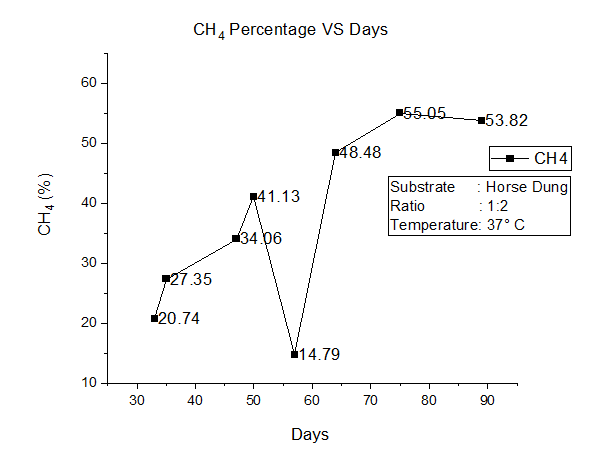 CH4 Percentage VS Days
60
50
40
30
20
10
CH4 (%)
55.05
53.82
48.48
41.13
34.06
27.35
20.74
14.79
CH4
Substrate : Horse Dung
Ratio : 1:2
Temperature: 37° C
30 40 50 60 70 80 90
Days